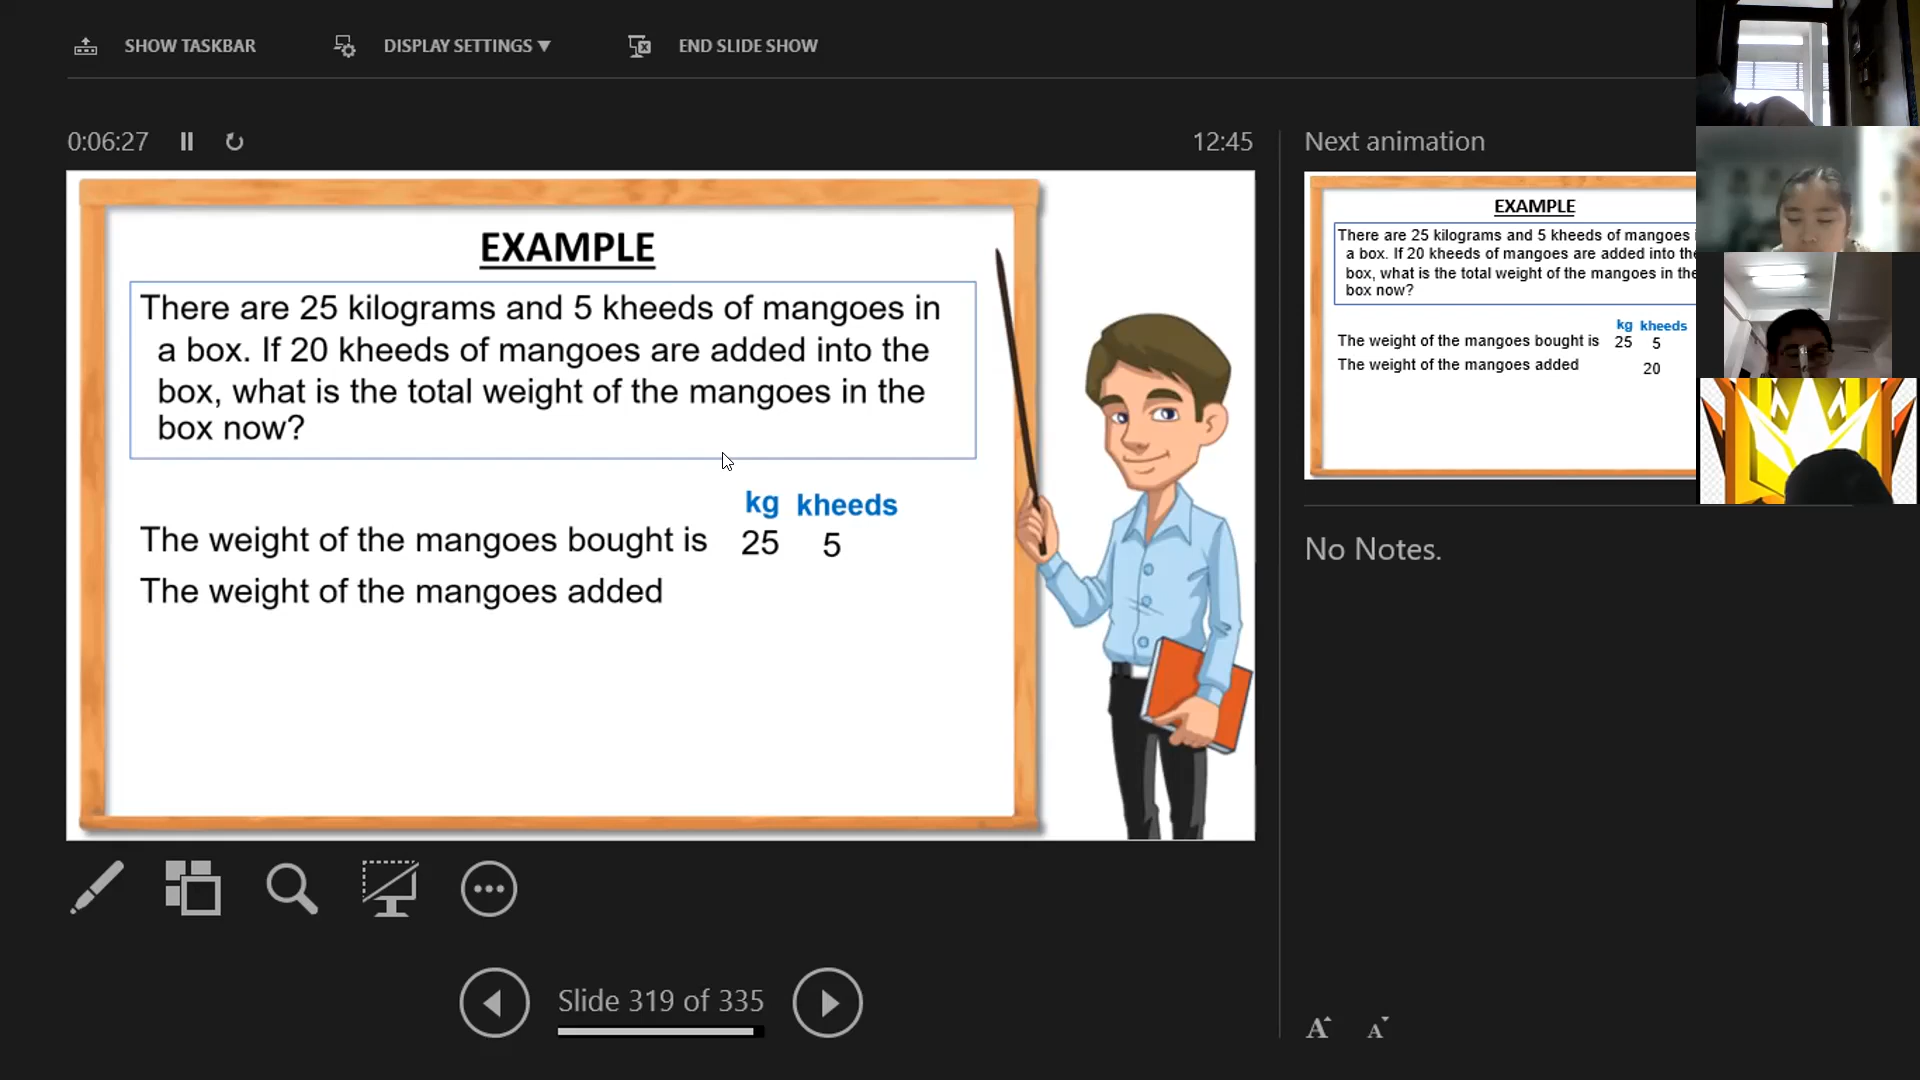 SHOW TASKBAR
DISPLAY SETTINGS ▼
END SLIDE SHOW
0:06:27
12:45
EXAMPLE
There are 25 kilograms and 5 kheeds of mangoes in
a box. If 20 kheeds of mangoes are added into the
box, what is the total weight of the mangoes in the
box now?
kg kheeds
The weight of the mangoes bought is 25 5
The weight of the mangoes added
Slide 319 of 335
Next animation
EXAMPLE
There are 25 kilograms and 5 kheeds of mangoes
a box. If 20 kheeds of mangoes are added into the
box, what is the total weight of the mangoes in the
box now?
kg kheeds
The weight of the mangoes bought is 25 5
The weight of the mangoes added 20
No Notes.
A A